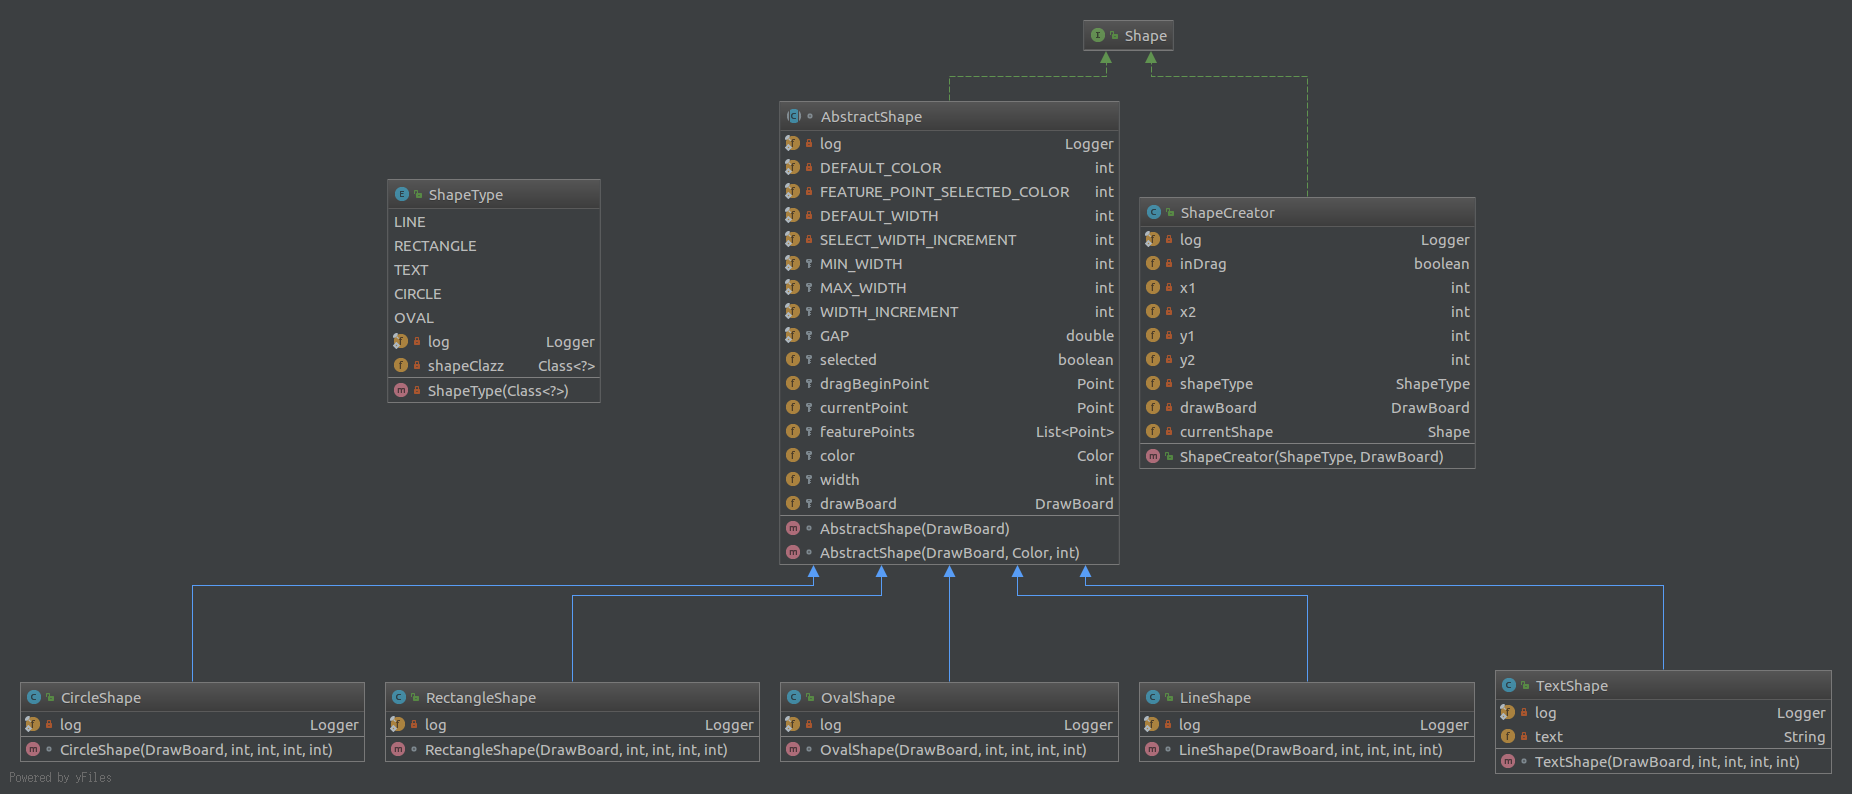 Shape
AbstractShape
log Logger
DEFAULT_COLOR int
FEATURE_POINT_SELECTED_COLOR int
DEFAULT_WIDTH int
SELECT_WIDTH_INCREMENT int
MIN_WIDTH int
MAX_WIDTH int
WIDTH_INCREMENT int
GAP double
selected boolean
dragBeginPoint Point
currentPoint Point
featurePoints List<Point>
color Color
width int
drawBoard DrawBoard
AbstractShape(DrawBoard)
AbstractShape(DrawBoard, Color, int)
ShapeType
LINE
RECTANGLE
TEXT
CIRCLE
OVAL
log Logger
shapeClazz Class<?>
ShapeType(Class<?>)
ShapeCreator
log Logger
inDrag boolean
x1 int
x2 int
y1 int
y2 int
shapeType ShapeType
drawBoard DrawBoard
currentShape Shape
ShapeCreator(ShapeType, DrawBoard)
CircleShape
log Logger
CircleShape(DrawBoard, int, int, int, int)
RectangleShape
log Logger
RectangleShape(DrawBoard, int, int, int, int)
OvalShape
log Logger
OvalShape(DrawBoard, int, int, int, int)
LineShape
log Logger
LineShape(DrawBoard, int, int, int, int)
TextShape
log Logger
text String
TextShape(DrawBoard, int, int, int, int)
Powered by yFiles